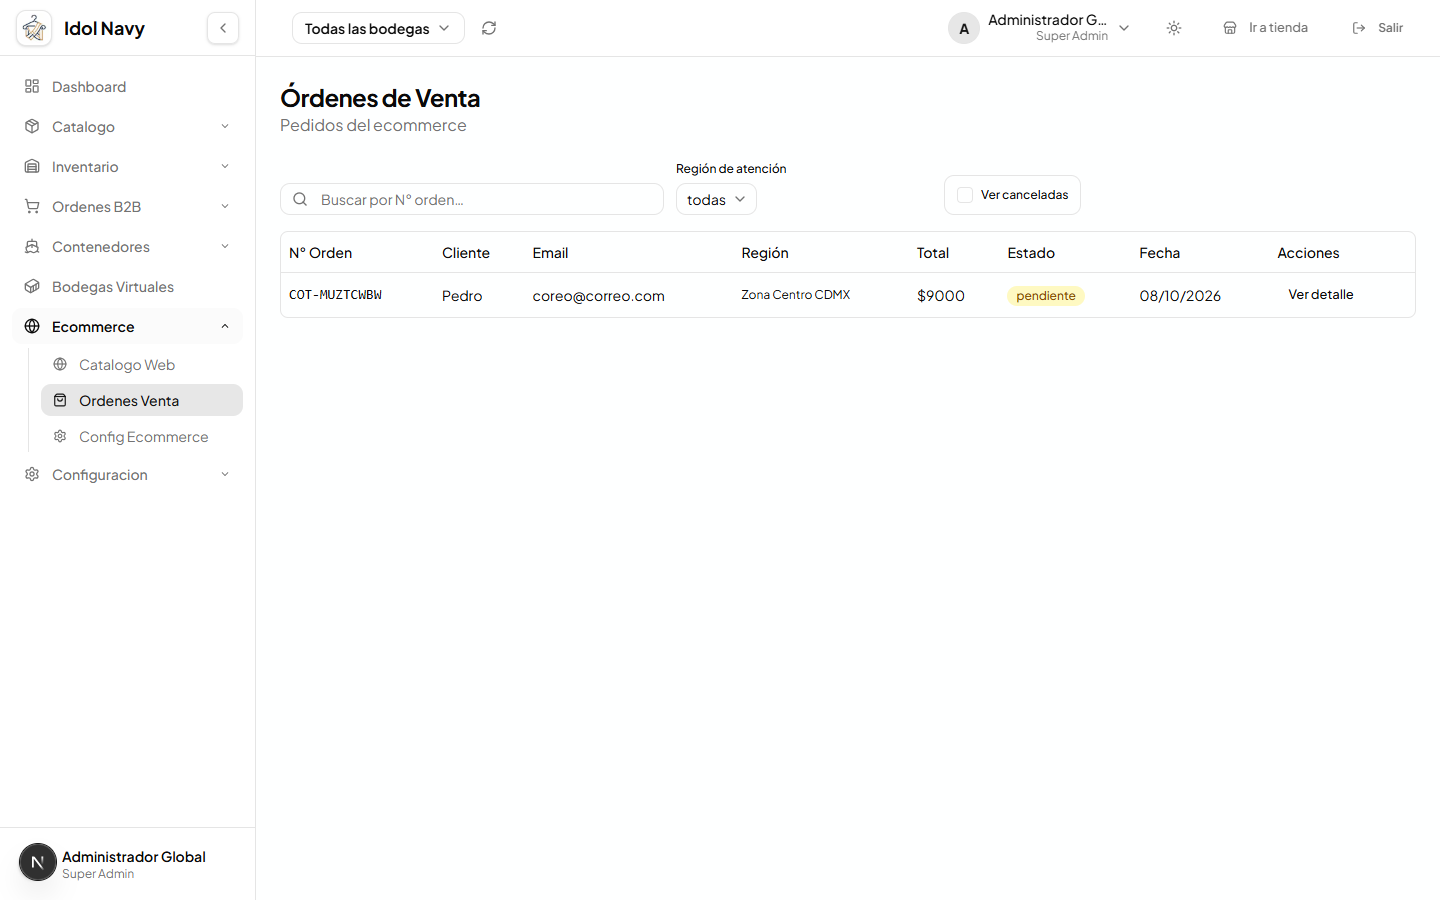 Idol Navy
Todas las bodegas
A
Administrador G...
Super Admin
Ir a tienda
Salir
Dashboard
Catalogo
Inventario
Ordenes B2B
Contenedores
Bodegas Virtuales
Ecommerce
Catalogo Web
Ordenes Venta
Config Ecommerce
Configuracion
N
Administrador Global
Super Admin
Órdenes de Venta
Pedidos del ecommerce
Región de atención
Buscar por N° orden...
todas
Ver canceladas
N° Orden Cliente Email Región Total Estado Fecha Acciones
COT-MUZTCWBW Pedro coreo@correo.com Zona Centro CDMX $9000 pendiente 08/10/2026 Ver detalle